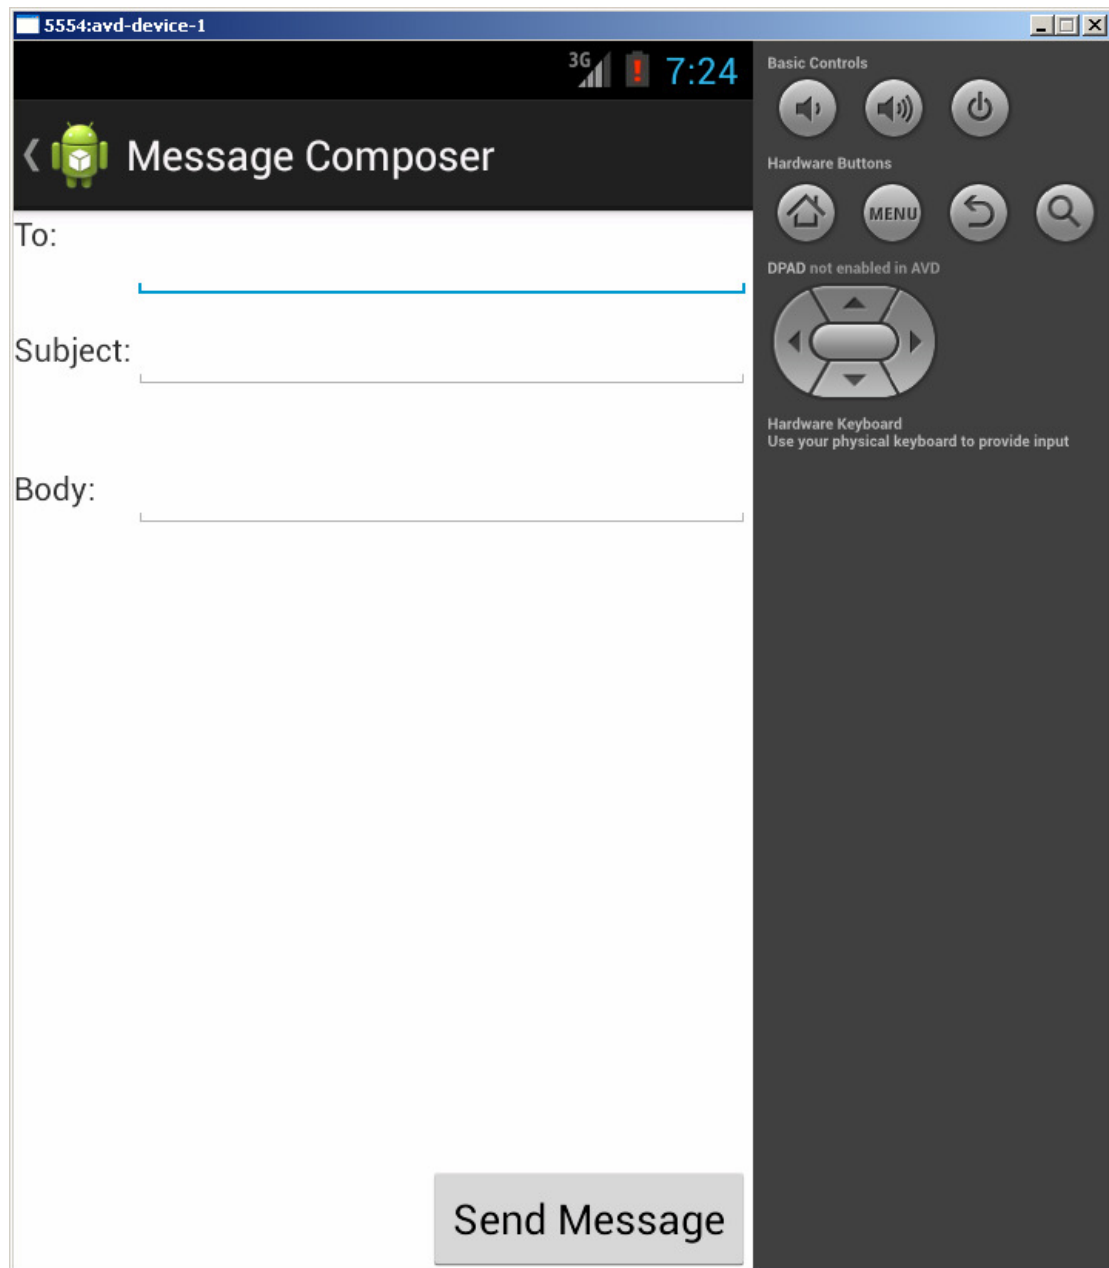 5554:avd-device-1
3G 7:24
Message Composer
To:
Subject:
Body:
Send Message
Basic Controls
Hardware Buttons
MENU
DPAD not enabled in AVD
Hardware Keyboard
Use your physical keyboard to provide input